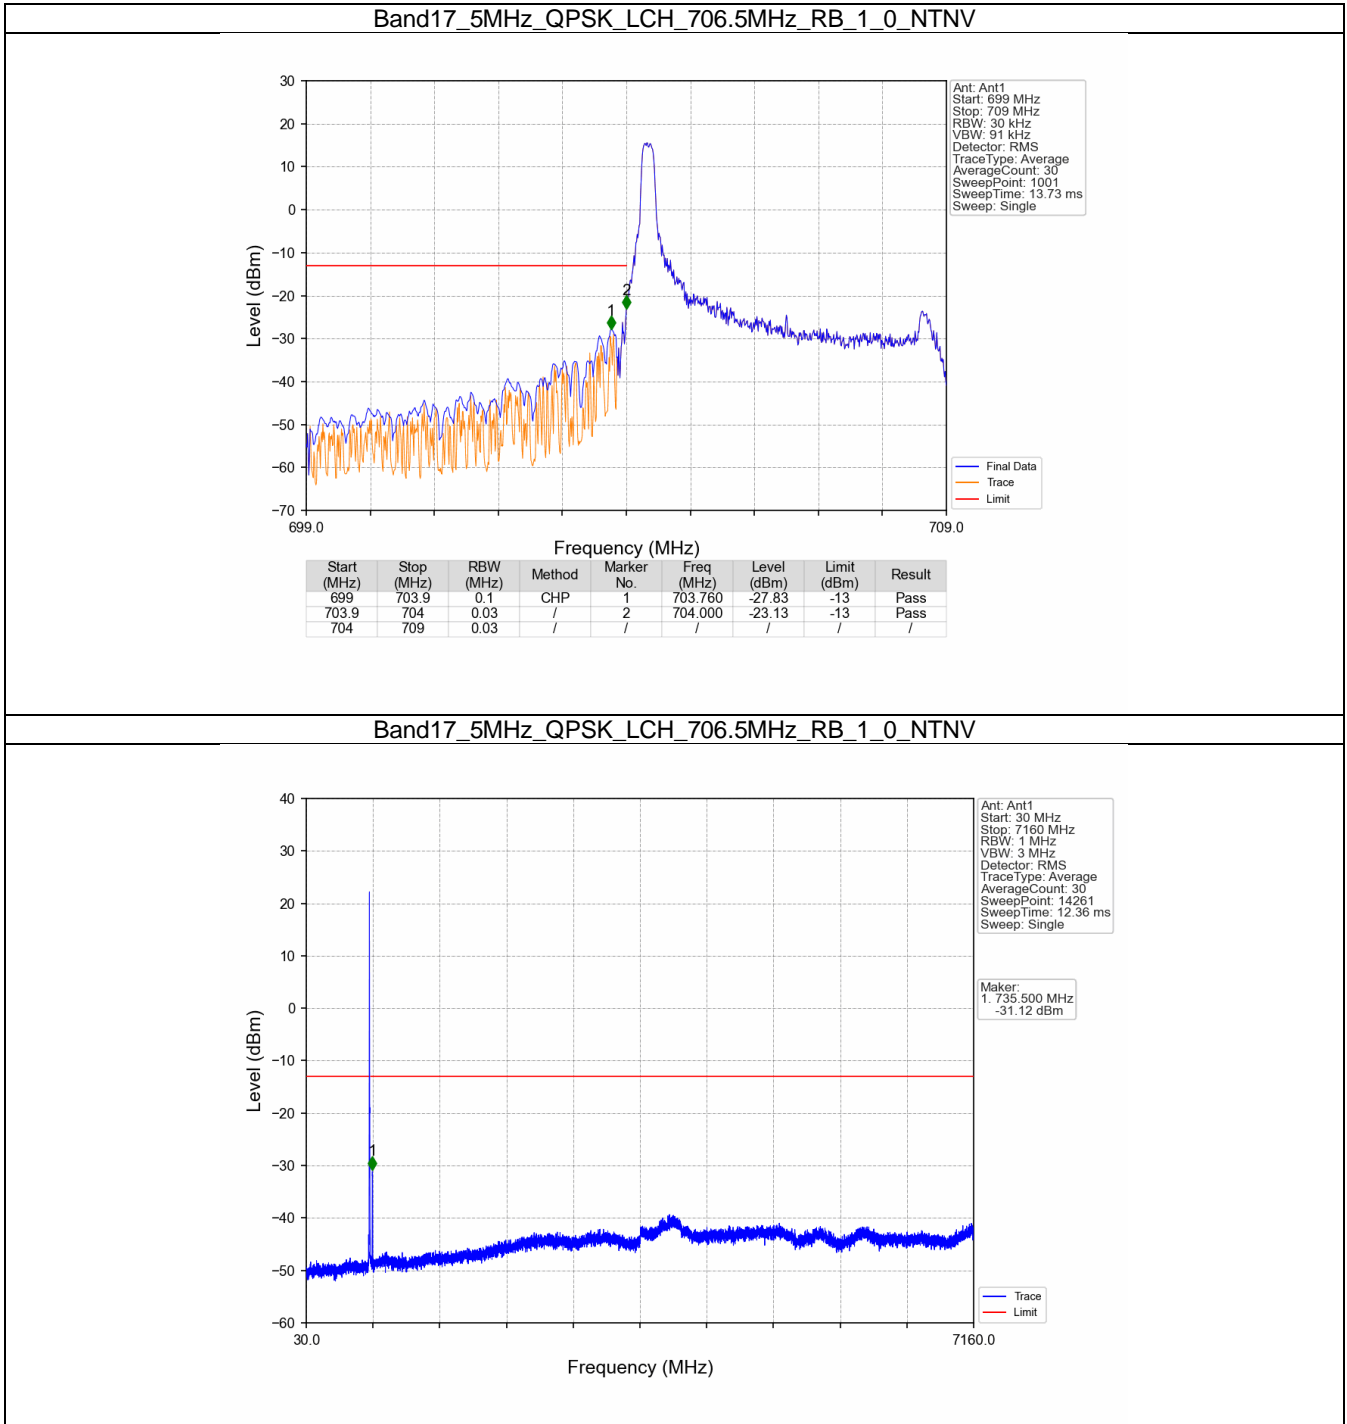 Band17_5MHz_QPSK_LCH_706.5MHz_RB_1_0_NTNV
30
20
10
0
−10
−20
−30
−40
−50
−60
−70
Level (dBm)
1
2
699.0
709.0
Frequency (MHz)
Ant: Ant1
Start: 699 MHz
Stop: 709 MHz
RBW: 30 kHz
VBW: 91 kHz
Detector: RMS
TraceType: Average
AverageCount: 30
SweepPoint: 1001
SweepTime: 13.73 ms
Sweep: Single
Final Data
Trace
Limit
Start (MHz) Stop (MHz) RBW (MHz) Method Marker No. Freq (MHz) Level (dBm) Limit (dBm) Result
699 703.9 0.1 CHP 1 703.760 -27.83 -13 Pass
703.9 704 0.03 / 2 704.000 -23.13 -13 Pass
704 709 0.03 / / / / / /
Band17_5MHz_QPSK_LCH_706.5MHz_RB_1_0_NTNV
40
30
20
10
0
−10
−20
−30
−40
−50
−60
Level (dBm)
1
30.0
7160.0
Frequency (MHz)
Ant: Ant1
Start: 30 MHz
Stop: 7160 MHz
RBW: 1 MHz
VBW: 3 MHz
Detector: RMS
TraceType: Average
AverageCount: 30
SweepPoint: 14261
SweepTime: 12.36 ms
Sweep: Single
Maker:
1. 735.500 MHz
-31.12 dBm
Trace
Limit